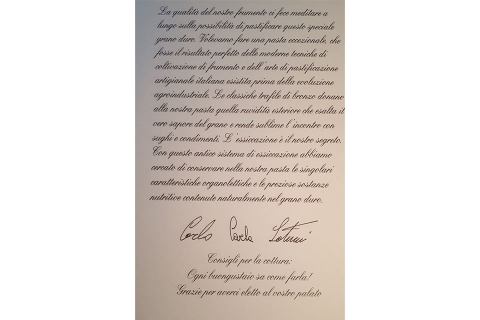 La qualità del nostro frumento ci fece meditare a
lungo sulla possibilità di pastificare questo speciale
grano duro. Volevamo fare una pasta eccezionale, che
fosse il risultato perfetto delle moderne tecniche di
coltivazione di frumento o dell'arte di pastificazione
artigianale italiana esistita prima della evoluzione
agroindustriale. Le classiche trafile di bronzo donano
alla nostra pasta quella ruvidità esteriore che esalta il
vero sapore del grano e rende sublime l'incontro con
sughi e condimenti. L'essiccazione è il nostro segreto.
Con questo antico sistema di essiccazione abbiamo
cercato di conservare nella nostra pasta le singolari
caratteristiche organolettiche e le preziose sostanze
nutritive contenute naturalmente nel grano duro.
Carlo Carla Latini
Consigli per la cottura:
Ogni buongustaio sa come farla!
Grazie per averci eletto al vostro palato